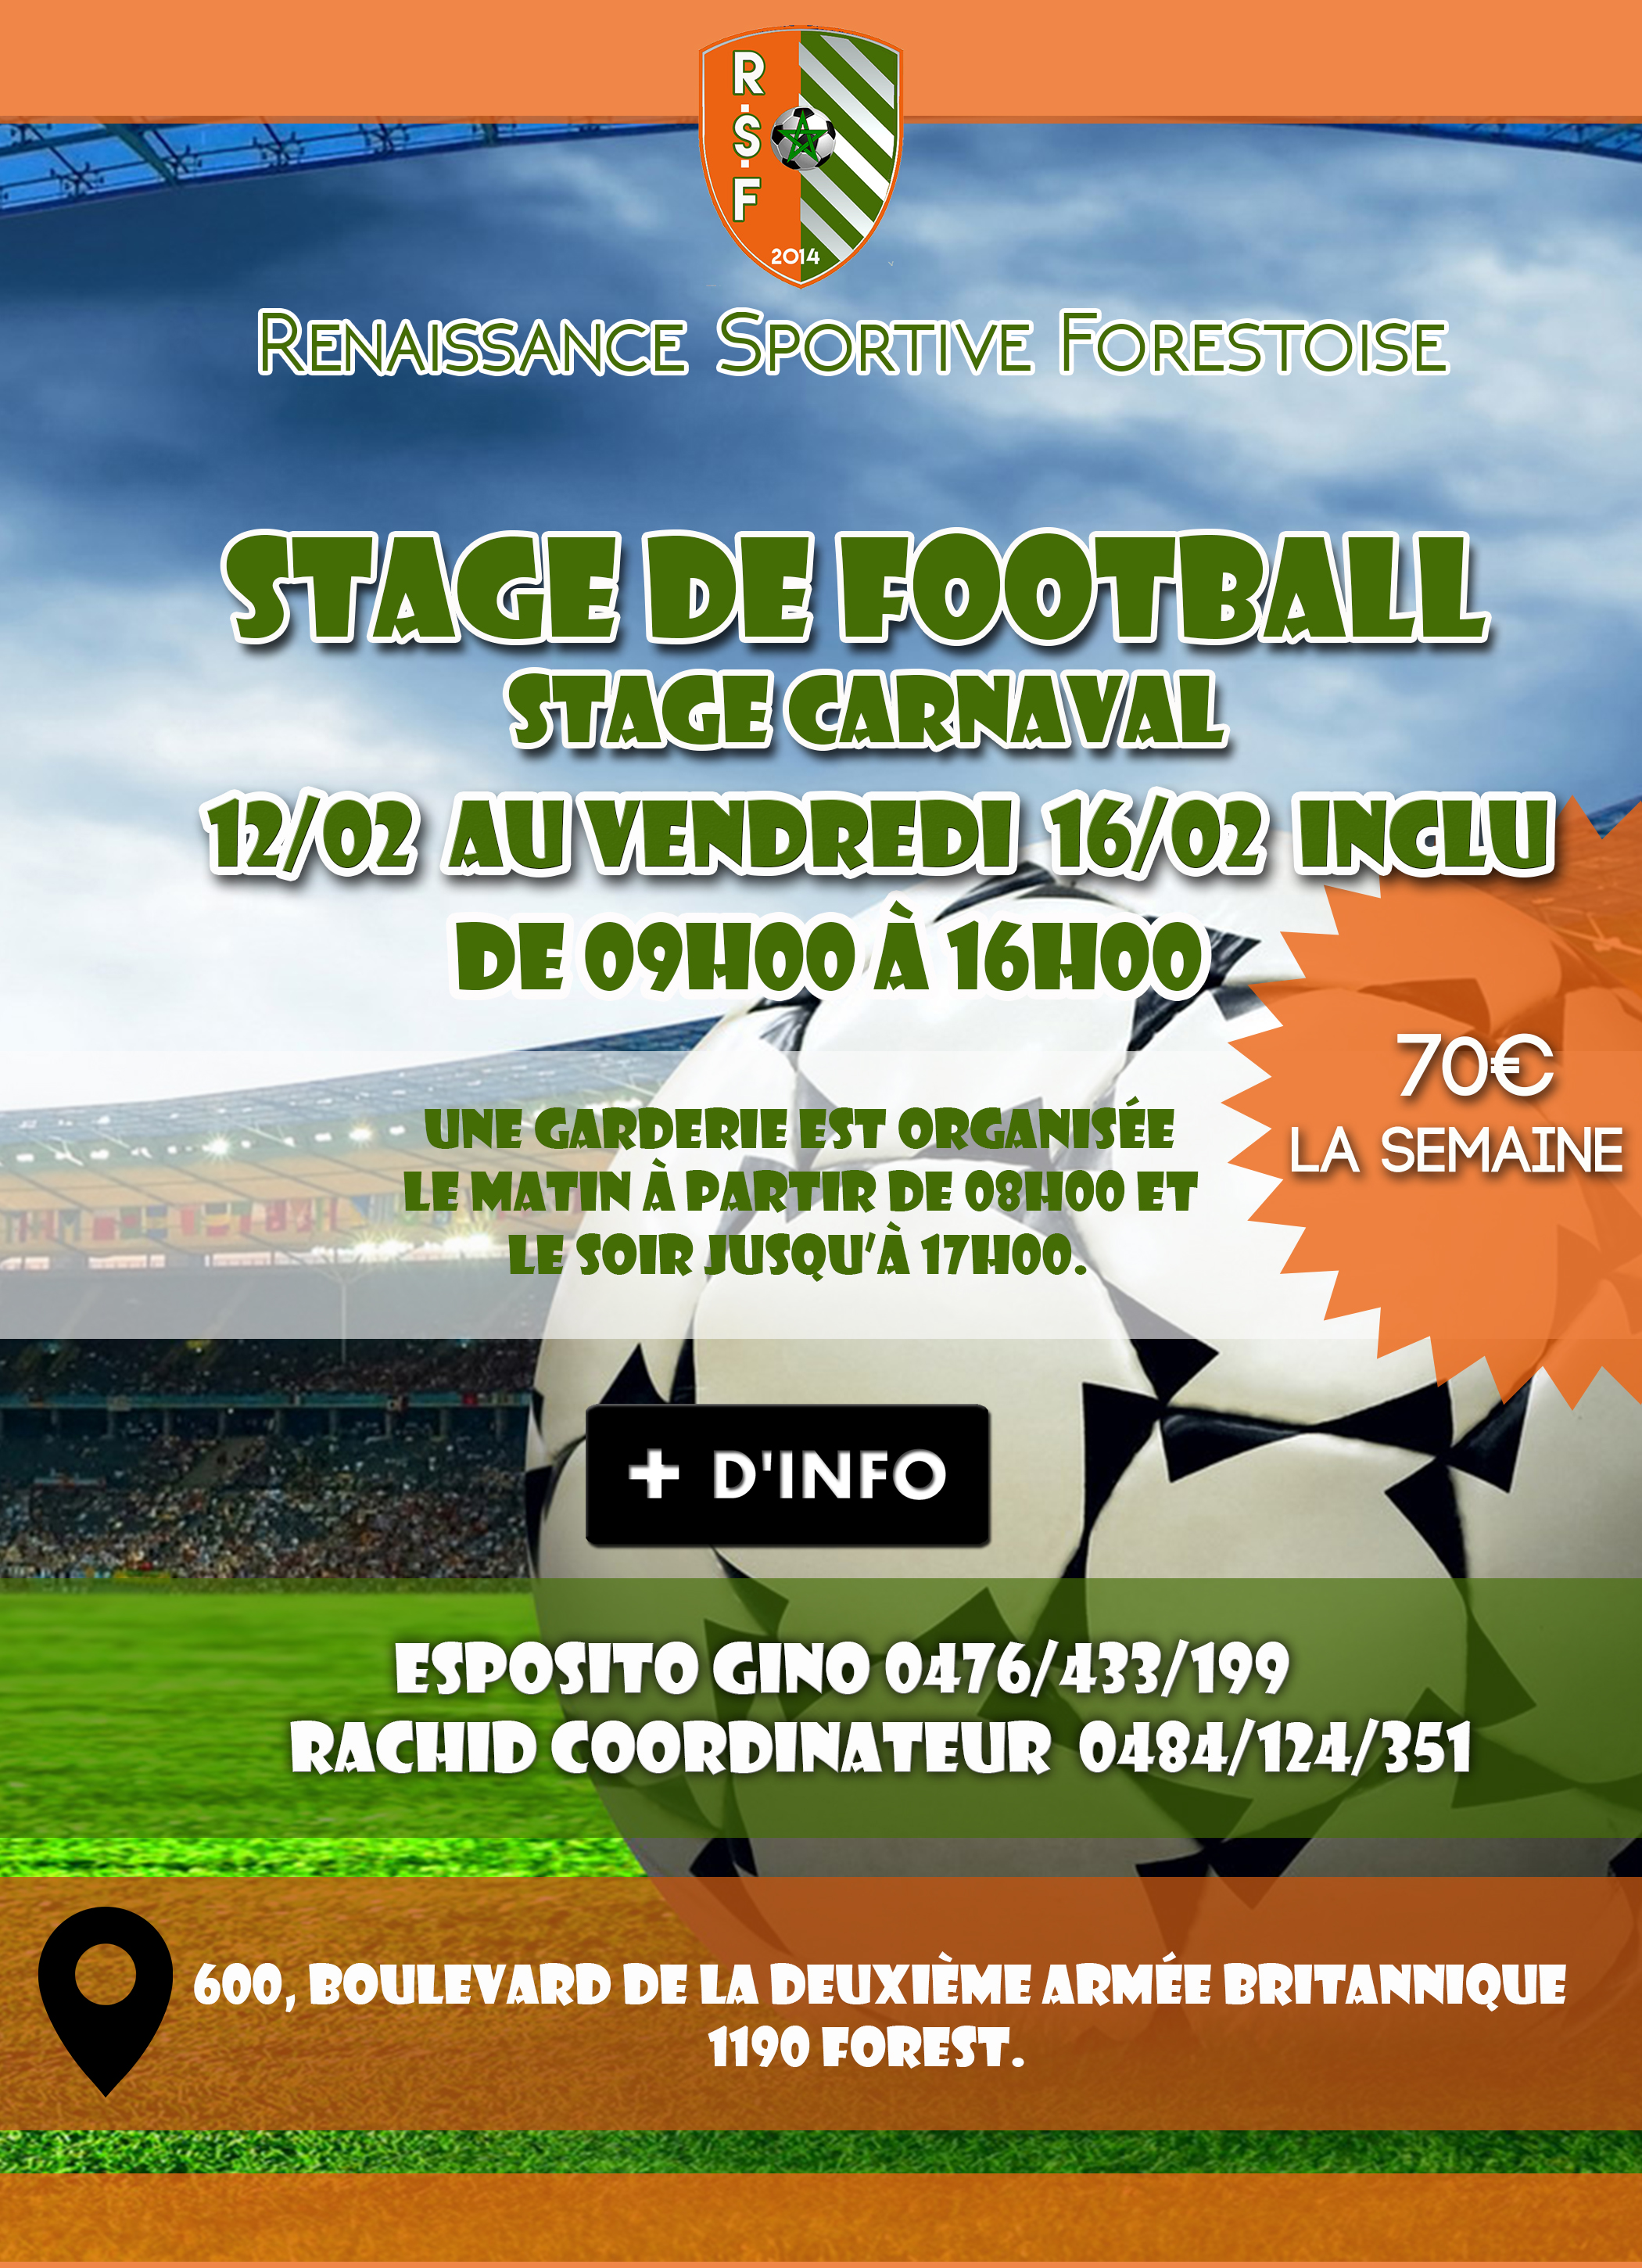 R
S
F
2014
Renaissance Sportive Forestoise
STAGE DE FOOTBALL
STAGE CARNAVAL
12/02 AU VENDREDI 16/02 INCLU
DE 09H00 À 16H00
70€
LA SEMAINE
UNE GARDERIE EST ORGANISÉE
LE MATIN À PARTIR DE 08H00 ET
LE SOIR JUSQU'À 17H00.
+ D'INFO
ESPOSITO GINO 0476/433/199
RACHID COORDINATEUR 0484/124/351
600, BOULEVARD DE LA DEUXIÈME ARMÉE BRITANNIQUE
1190 FOREST.